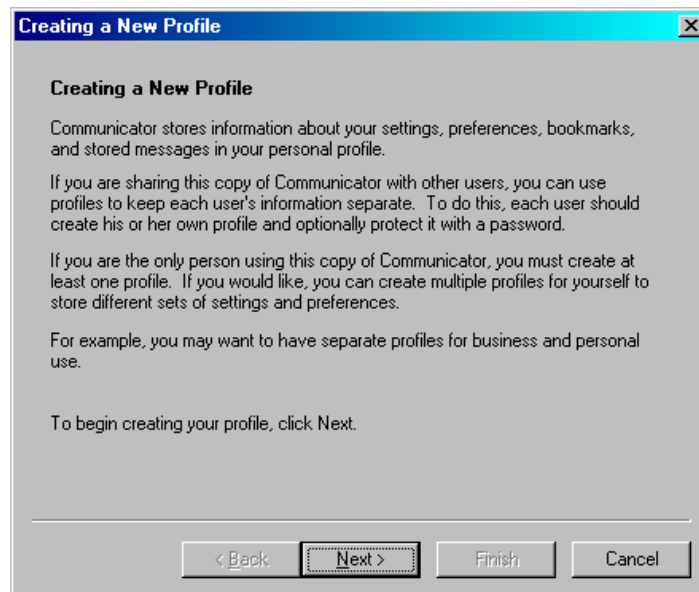 Creating a New Profile
Creating a New Profile
Communicator stores information about your settings, preferences, bookmarks,
and stored messages in your personal profile.
If you are sharing this copy of Communicator with other users, you can use
profiles to keep each user's information separate.  To do this, each user should
create his or her own profile and optionally protect it with a password.
If you are the only person using this copy of Communicator, you must create at
least one profile.  If you would like, you can create multiple profiles for yourself to
store different sets of settings and preferences.
For example, you may want to have separate profiles for business and personal
use.
To begin creating your profile, click Next.
< Back Next > Finish Cancel